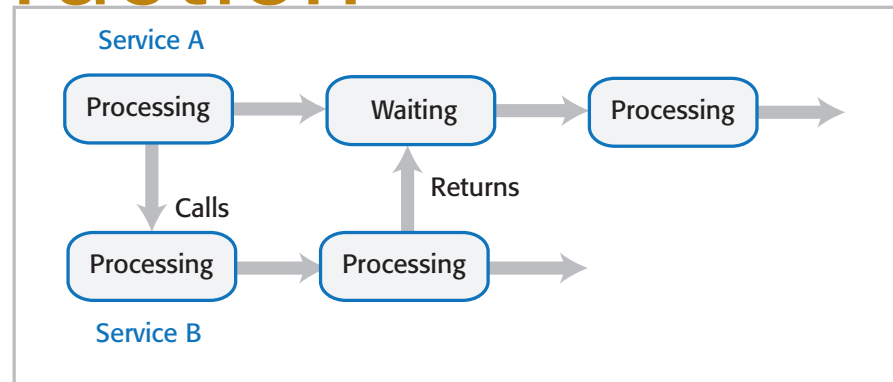 Service A
Processing
Waiting
Processing
Calls
Returns
Processing
Processing
Service B